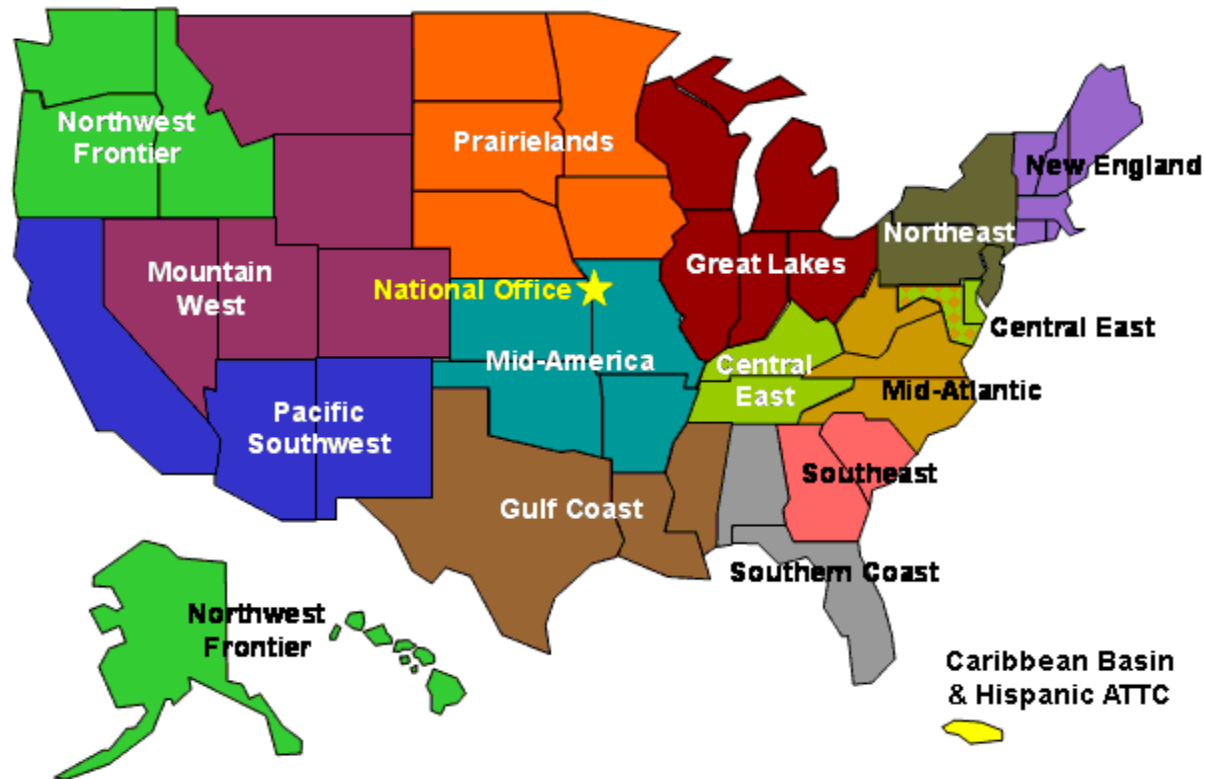 Northwest
Frontier
Prairielands
New England
Northeast
Mountain
West
National Office
Great Lakes
Central East
Mid-America
Central
East
Mid-Atlantic
Pacific
Southwest
Southeast
Gulf Coast
Southern Coast
Northwest
Frontier
Caribbean Basin
& Hispanic ATTC